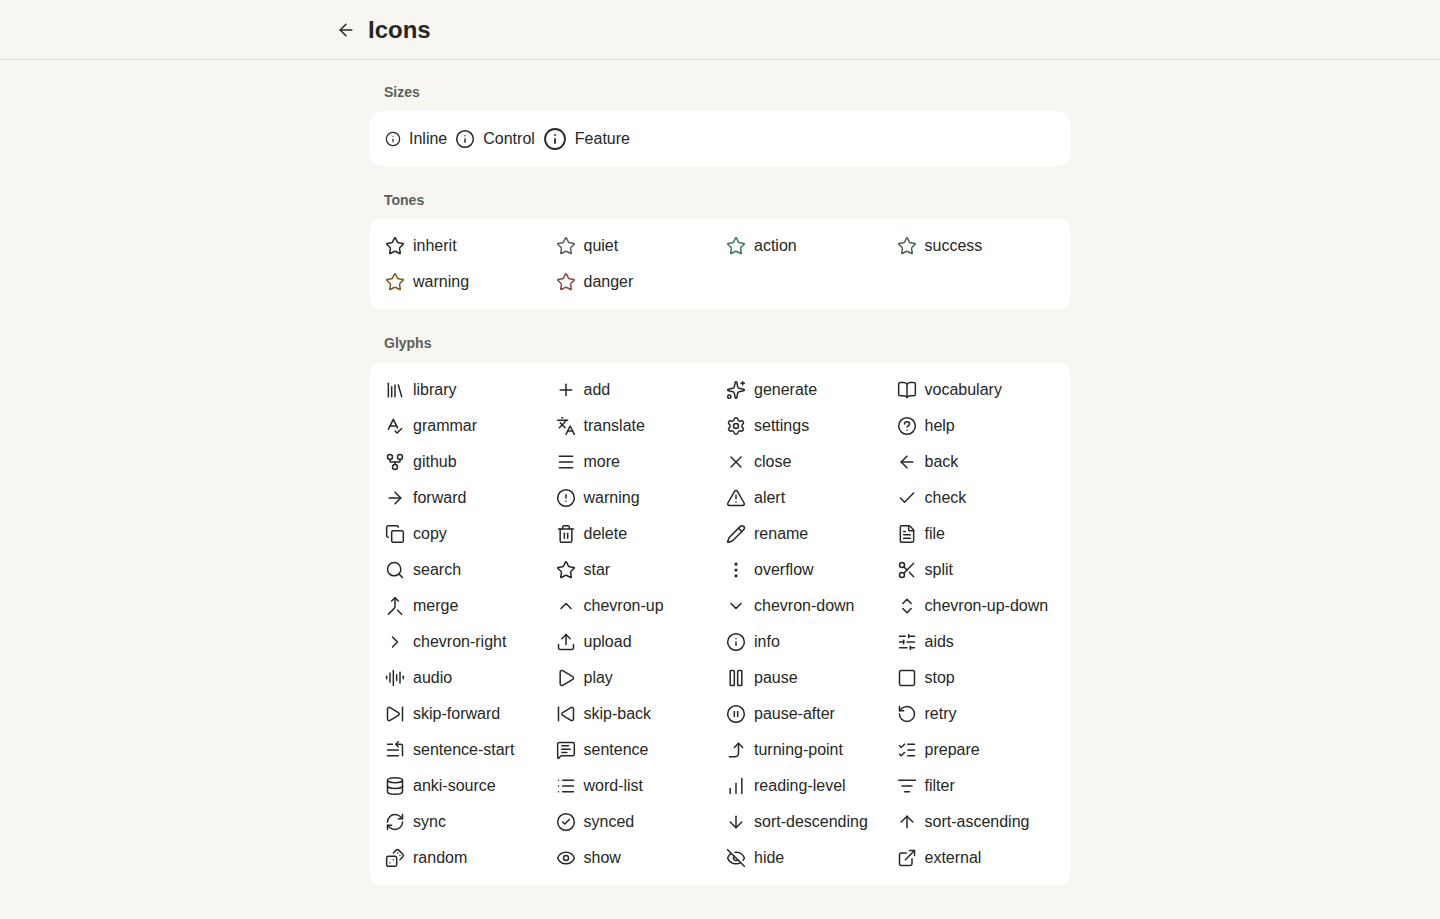 Icons
Sizes
Inline Control Feature
Tones
inherit quiet action success
warning danger
Glyphs
library add generate vocabulary
grammar translate settings help
github more close back
forward warning alert check
copy delete rename file
search star overflow split
merge chevron-up chevron-down chevron-up-down
chevron-right upload info aids
audio play pause stop
skip-forward skip-back pause-after retry
sentence-start sentence turning-point prepare
anki-source word-list reading-level filter
sync synced sort-descending sort-ascending
random show hide external